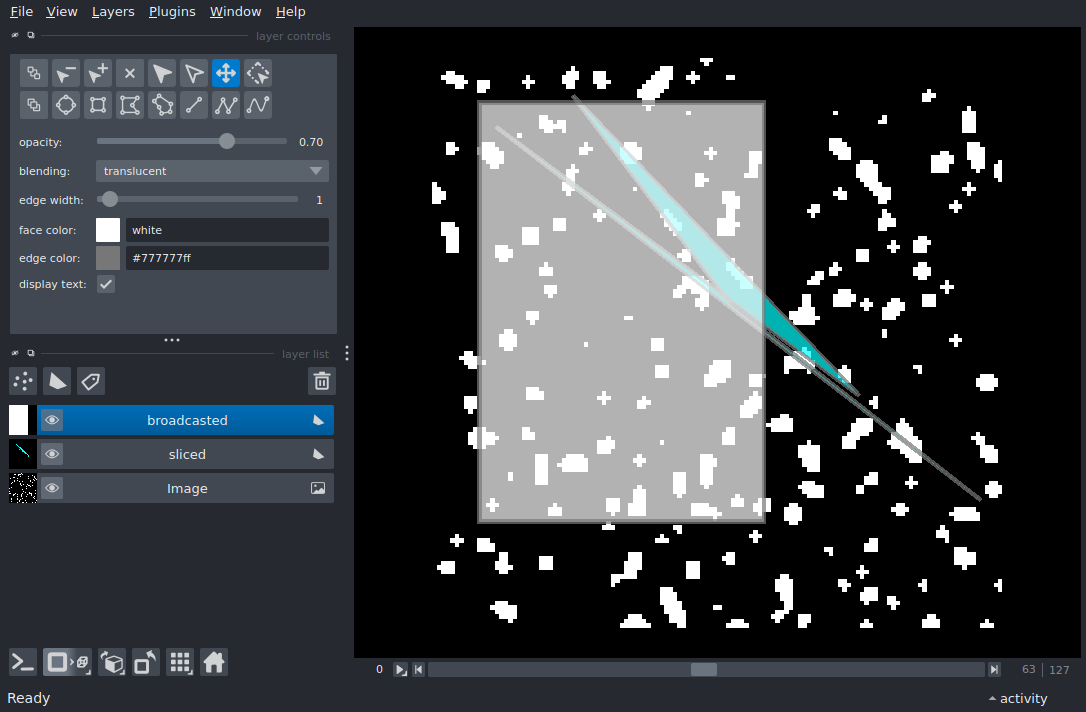 File View Layers Plugins Window Help
layer controls
opacity: 0.70
blending: translucent
edge width: 1
face color: white
edge color: #777777ff
display text:
layer list
broadcasted
sliced
Image
0 63 127
Ready activity